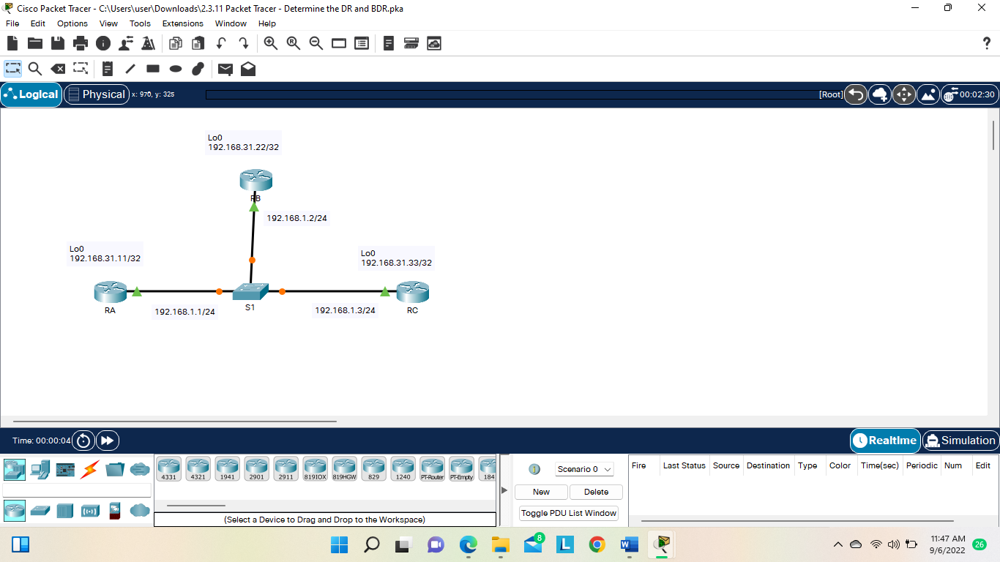 Cisco Packet Tracer - C:\Users\user\Downloads\2.3.11 Packet Tracer - Determine the DR and BDR.pka
File Edit Options View Tools Extensions Window Help
Logical Physical x: 970, y: 325 [Root] 00:02:30
Lo0
192.168.31.22/32
RB
192.168.1.2/24
Lo0
192.168.31.11/32
Lo0
192.168.31.33/32
RA
192.168.1.1/24
S1
192.168.1.3/24
RC
Time: 00:00:04 Realtime Simulation
4331 4321 1941 2901 2911 819IOX 819HGW 829 1240 PT-Router PT-Empty 184
(Select a Device to Drag and Drop to the Workspace)
Scenario 0
New Delete
Toggle PDU List Window
Fire Last Status Source Destination Type Color Time(sec) Periodic Num Edit
8
L
W
11:47 AM
9/6/2022
26